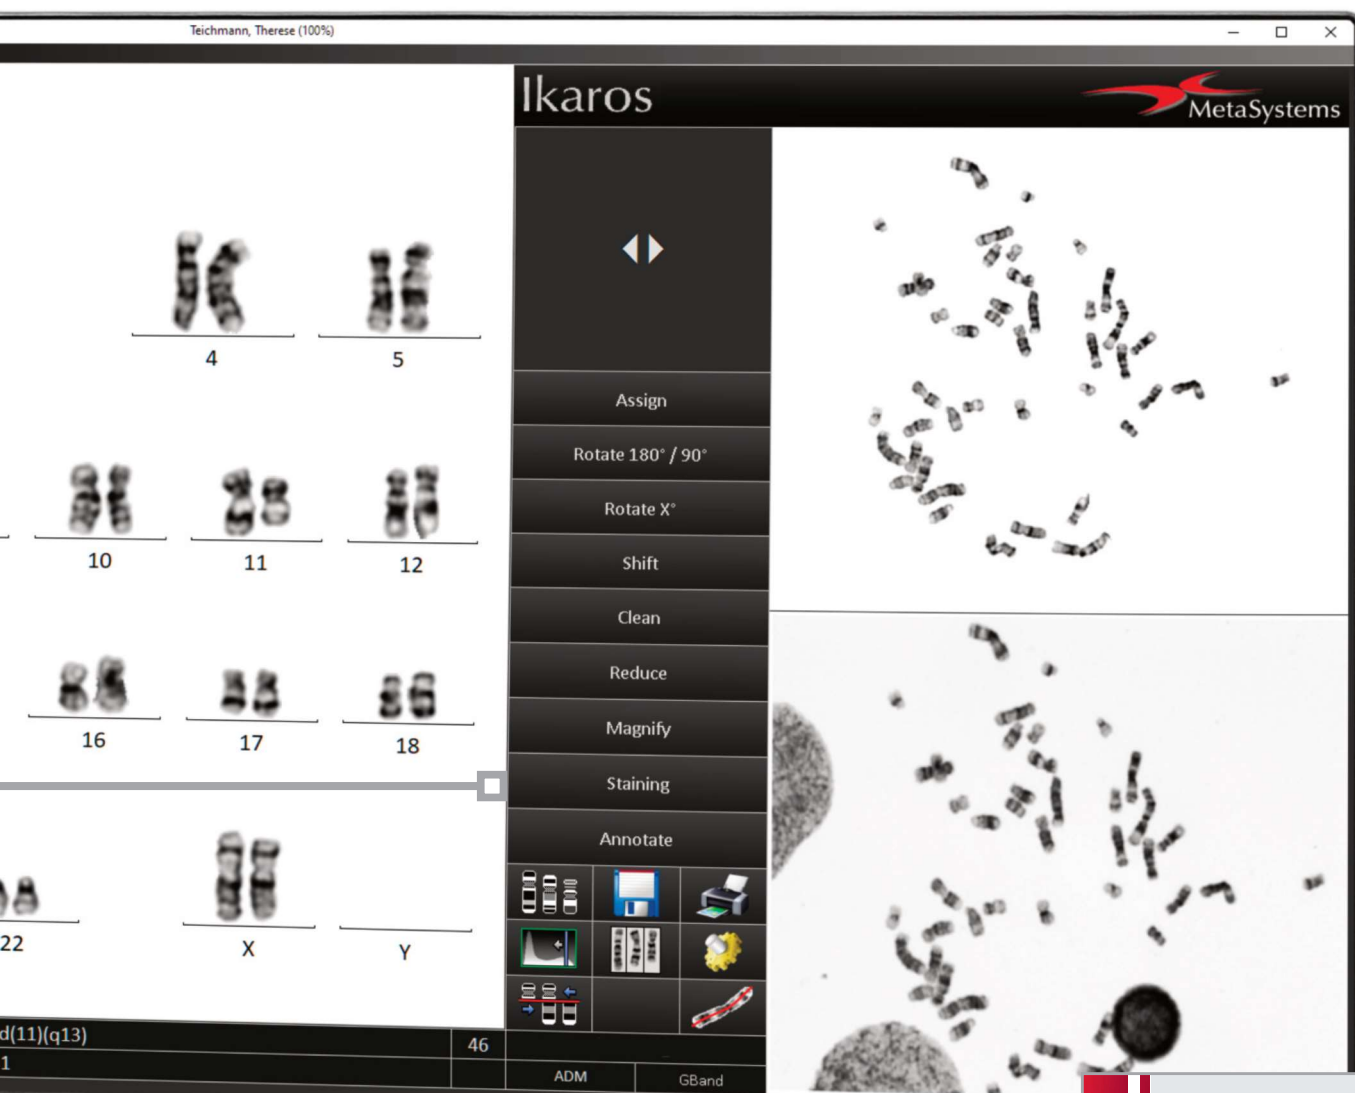 Teichmann, Therese (100%)
Ikaros
MetaSystems
4
5
Assign
Rotate 180° / 90°
Rotate X°
10
11
12
Shift
Clean
Reduce
16
17
18
Magnify
Staining
Annotate
22
X
Y
d(11)(q13)
46
1
ADM
GBand